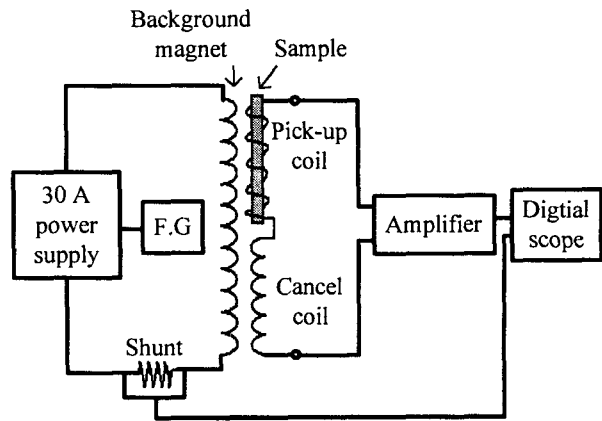 Background
magnet
Sample
Pick-up
coil
30 A
power
supply
F.G
Amplifier
Digtial
scope
Cancel
coil
Shunt